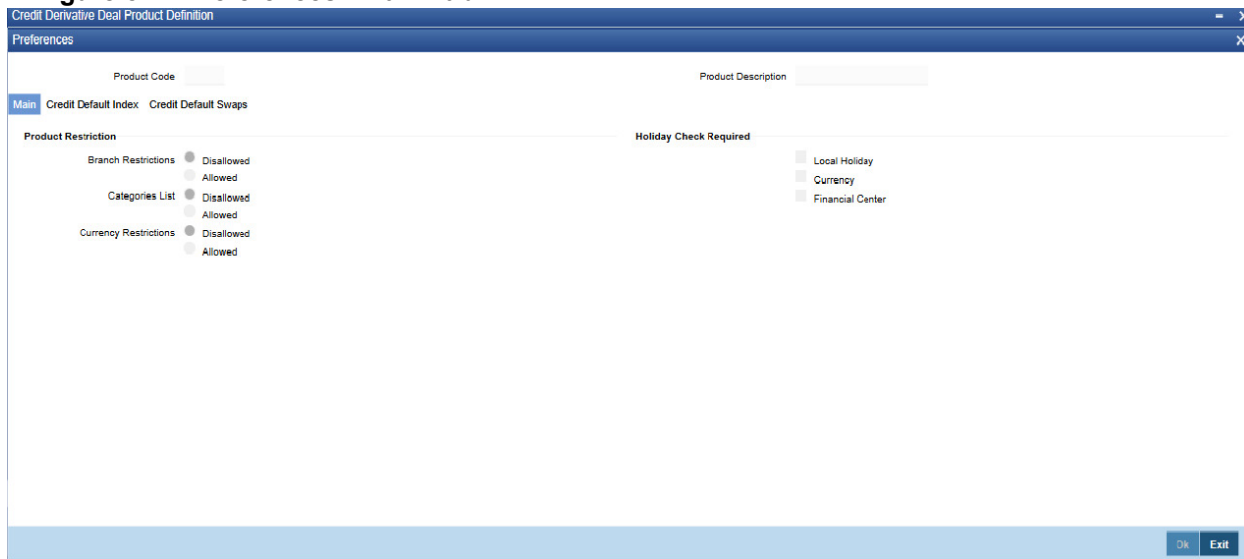 Credit Derivative Deal Product Definition
Preferences
Product Code
Product Description
Main Credit Default Index Credit Default Swaps
Product Restriction
Branch Restrictions Disallowed
Allowed
Categories List Disallowed
Allowed
Currency Restrictions Disallowed
Allowed
Holiday Check Required
Local Holiday
Currency
Financial Center
Ok Exit